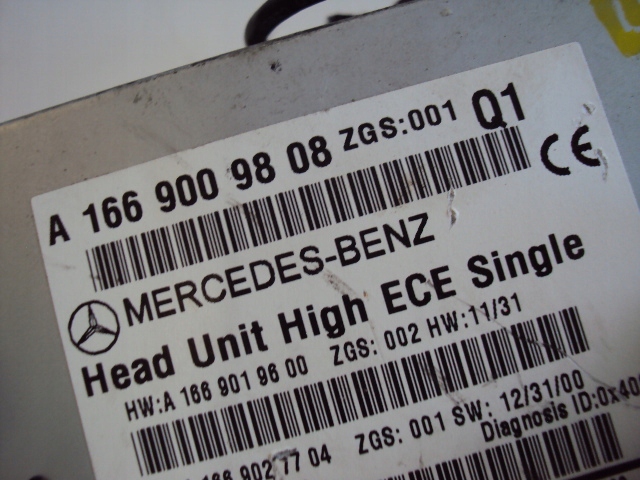 A 166 900 98 08 ZGS:001 Q1
CE
MERCEDES-BENZ
Head Unit High ECE Single
HW:A 166 901 96 00 ZGS: 002 HW:11/31
166 902 77 04 ZGS: 001 SW: 12/31/00
Diagnosis ID:0x40